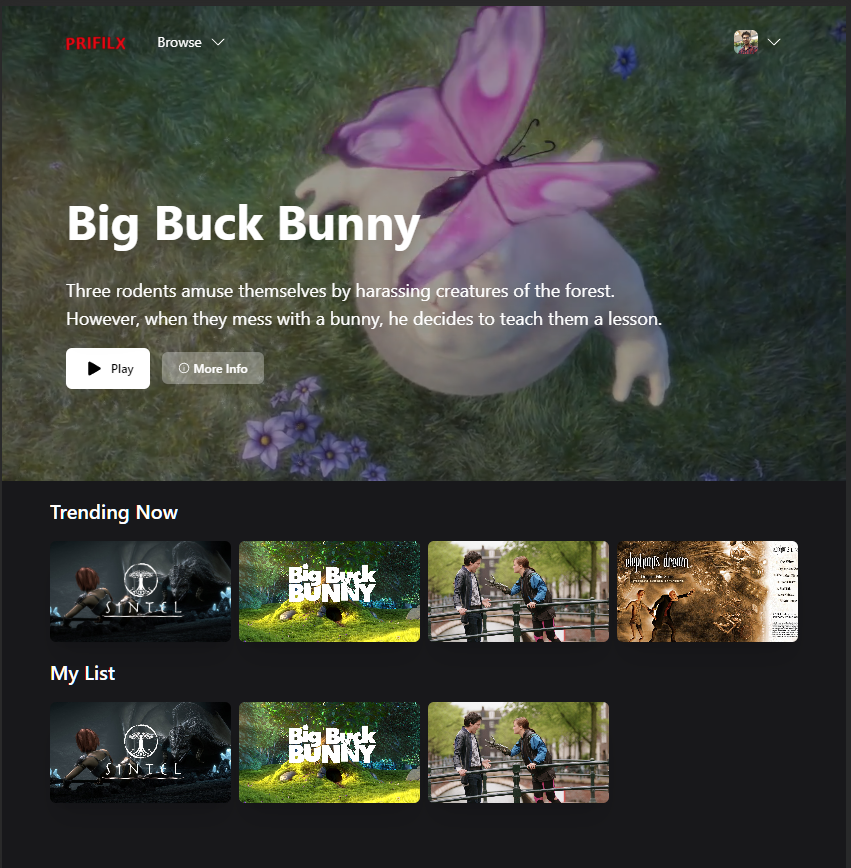 PRIFILX
Browse
Big Buck Bunny
Three rodents amuse themselves by harassing creatures of the forest.
However, when they mess with a bunny, he decides to teach them a lesson.
Play
More Info
Trending Now
SINTEL
Big Buck
BUNNY
elephants dream
My List
SINTEL
Big Buck
BUNNY